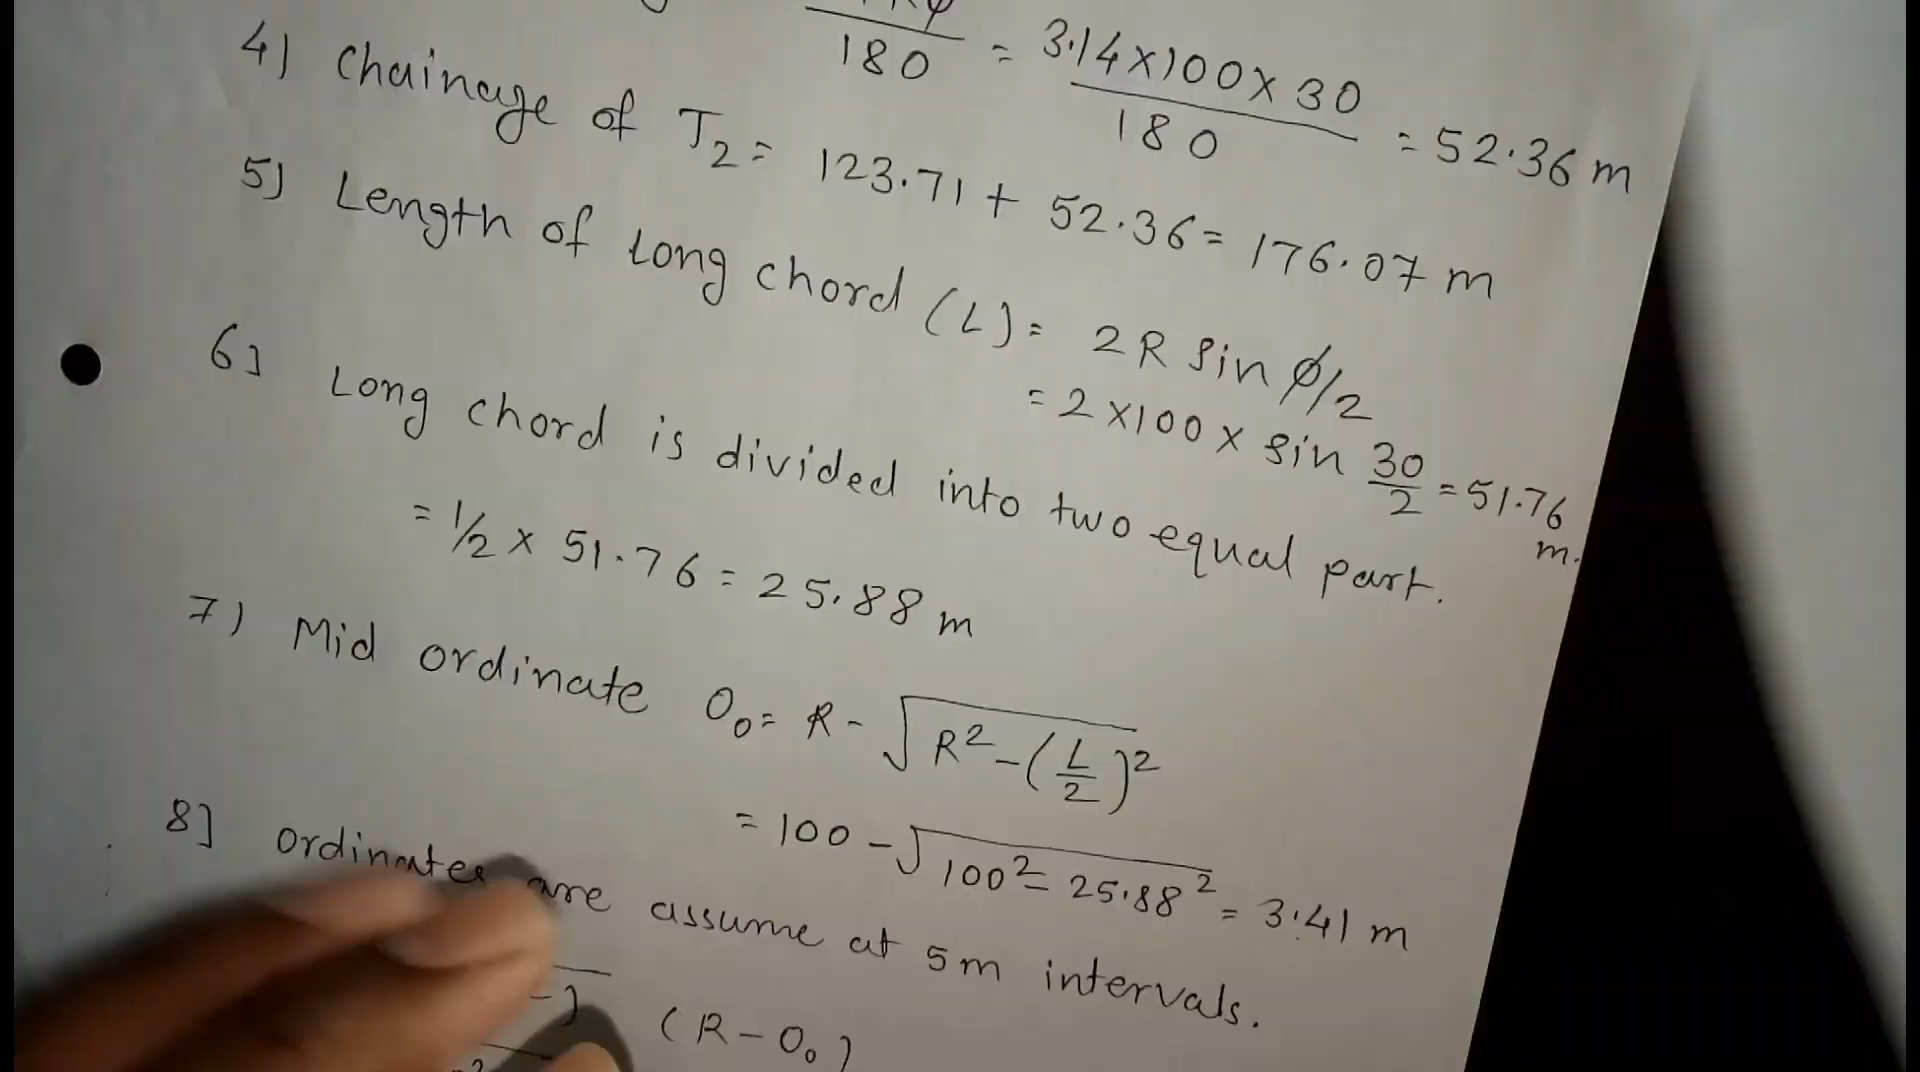 180 = 3.14x100x30
180 = 52.36 m
4) Chainage of T2 = 123.71 + 52.36 = 176.07 m
5) Length of Long chord (L) = 2R sin ϕ/2
= 2x100 x sin 30/2 = 51.76 m.
6] Long chord is divided into two equal part.
= 1/2 x 51.76 = 25.88 m
7) Mid ordinate O0 = R - √R² - (L/2)²
= 100 - √100² - 25.88² = 3.41 m
8] ordinates are assume at 5m intervals.
(R - O0)